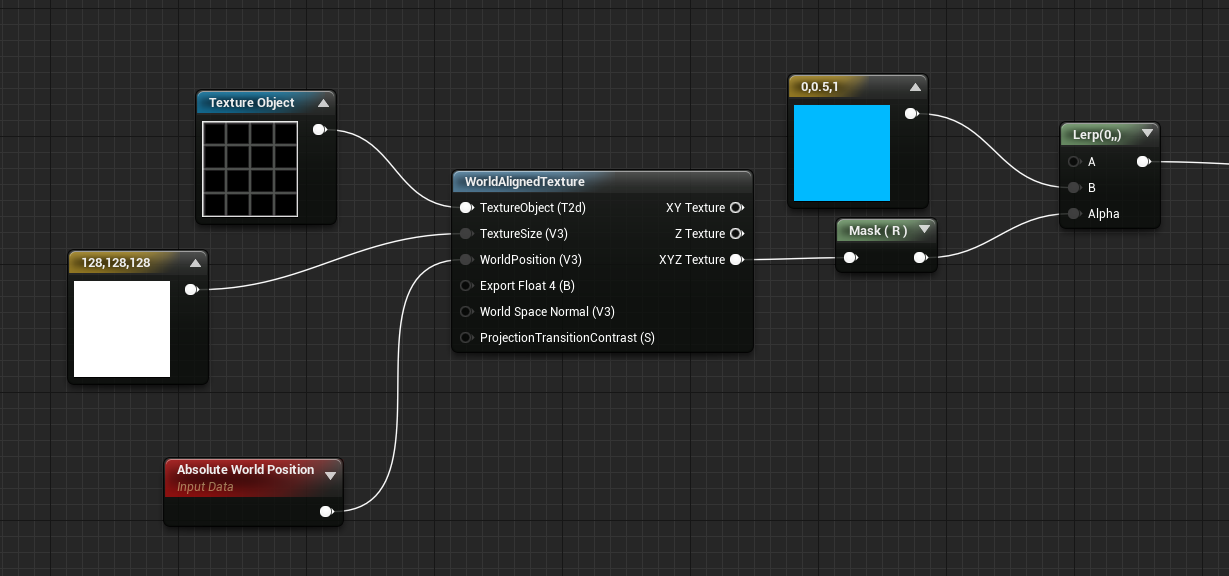 Texture Object
128,128,128
Absolute World Position
Input Data
WorldAlignedTexture
TextureObject (T2d)
TextureSize (V3)
WorldPosition (V3)
Export Float 4 (B)
World Space Normal (V3)
ProjectionTransitionContrast (S)
XY Texture
Z Texture
XYZ Texture
0,0.5,1
Mask ( R )
Lerp(0,,)
A
B
Alpha